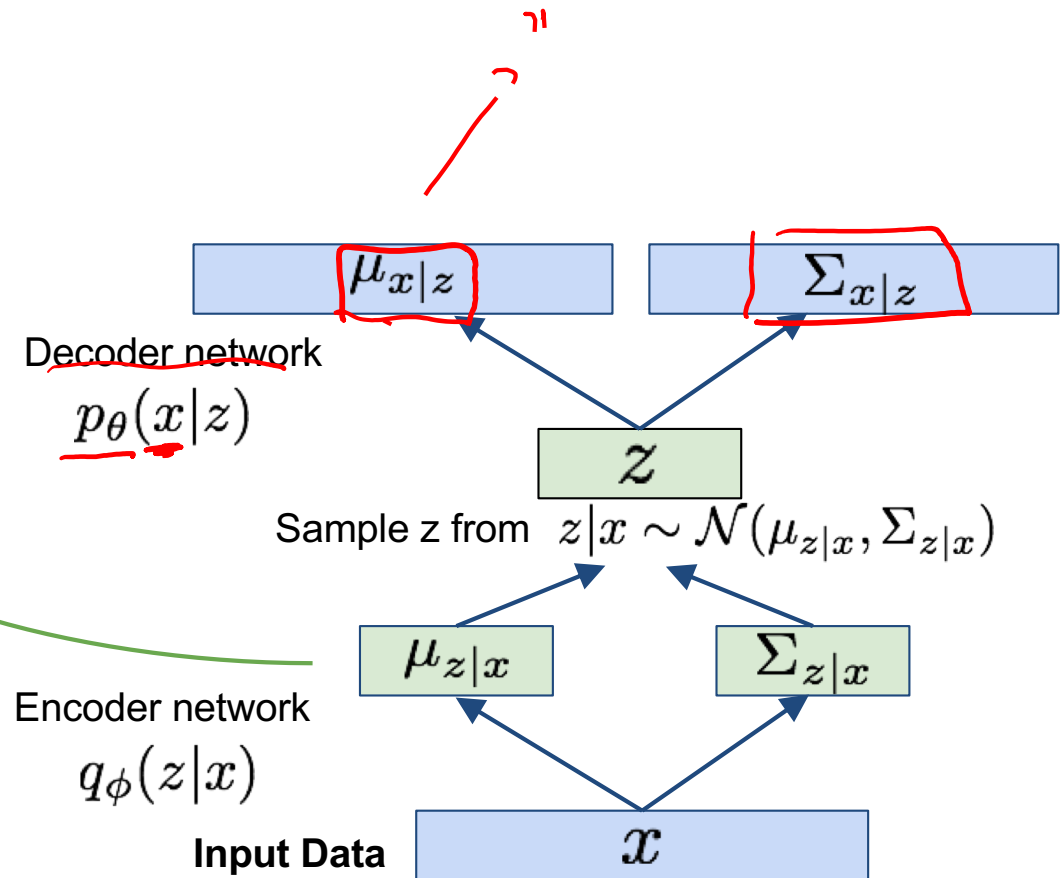 μ_{x|z} Σ_{x|z}
Decoder network
p_θ(x|z)
z
Sample z from z|x ∼ 𝒩(μ_{z|x}, Σ_{z|x})
μ_{z|x} Σ_{z|x}
Encoder network
q_ϕ(z|x)
Input Data x